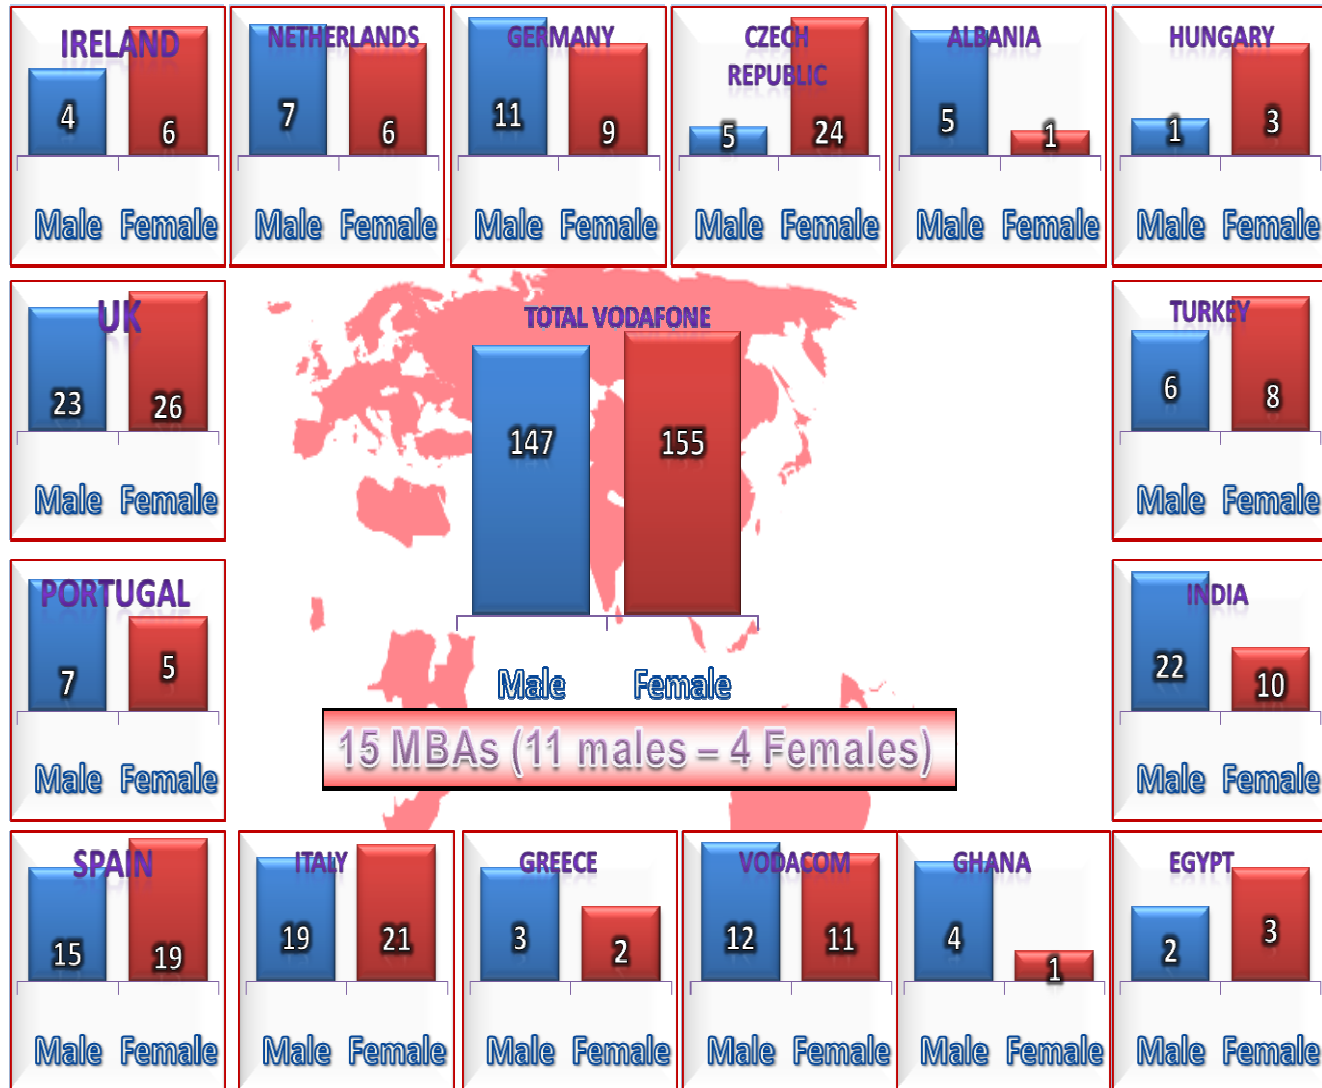 IRELAND
4
6
Male Female
NETHERLANDS
7
6
Male Female
GERMANY
11
9
Male Female
CZECH
REPUBLIC
5
24
Male Female
ALBANIA
5
1
Male Female
HUNGARY
1
3
Male Female
UK
23
26
Male Female
TOTAL VODAFONE
147
155
Male Female
TURKEY
6
8
Male Female
PORTUGAL
7
5
Male Female
15 MBAs (11 males – 4 Females)
INDIA
22
10
Male Female
SPAIN
15
19
Male Female
ITALY
19
21
Male Female
GREECE
3
2
Male Female
VODACOM
12
11
Male Female
GHANA
4
1
Male Female
EGYPT
2
3
Male Female